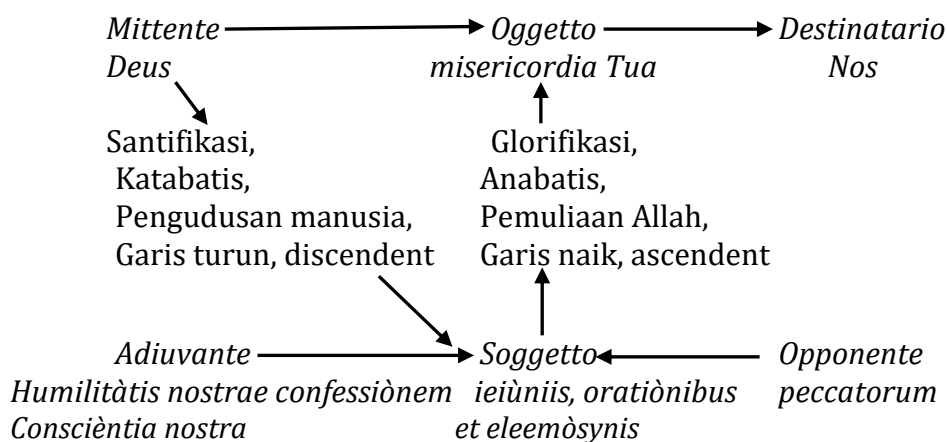 Mittente Oggetto Destinatario
Deus misericordia Tua Nos
Santifikasi, Glorifikasi,
Katabatis, Anabatis,
Pengudusan manusia, Pemuliaan Allah,
Garis turun, discendent Garis naik, ascendent
Adiuvante Soggetto Opponente
Humilitàtis nostrae confessiònem ieiùniis, oratiònibus peccatorum
Conscièntia nostra et eleemòsynis